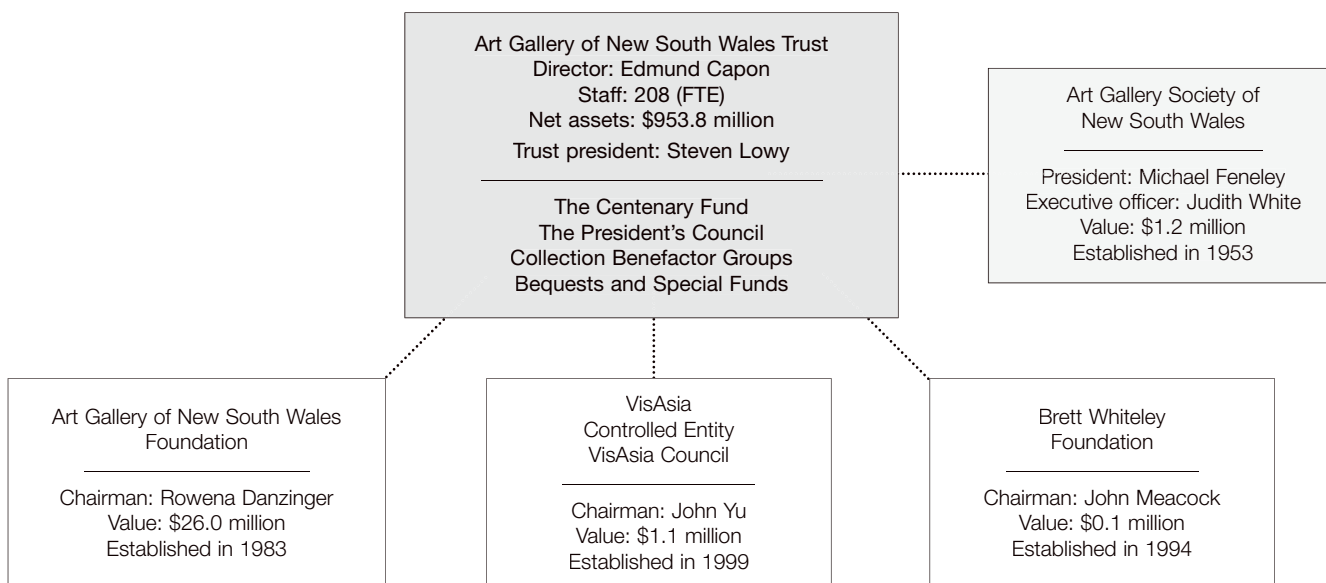 Art Gallery of New South Wales Trust
Director: Edmund Capon
Staff: 208 (FTE)
Net assets: $953.8 million
Trust president: Steven Lowy
The Centenary Fund
The President’s Council
Collection Benefactor Groups
Bequests and Special Funds
Art Gallery Society of
New South Wales
President: Michael Feneley
Executive officer: Judith White
Value: $1.2 million
Established in 1953
Art Gallery of New South Wales
Foundation
Chairman: Rowena Danzinger
Value: $26.0 million
Established in 1983
VisAsia
Controlled Entity
VisAsia Council
Chairman: John Yu
Value: $1.1 million
Established in 1999
Brett Whiteley
Foundation
Chairman: John Meacock
Value: $0.1 million
Established in 1994